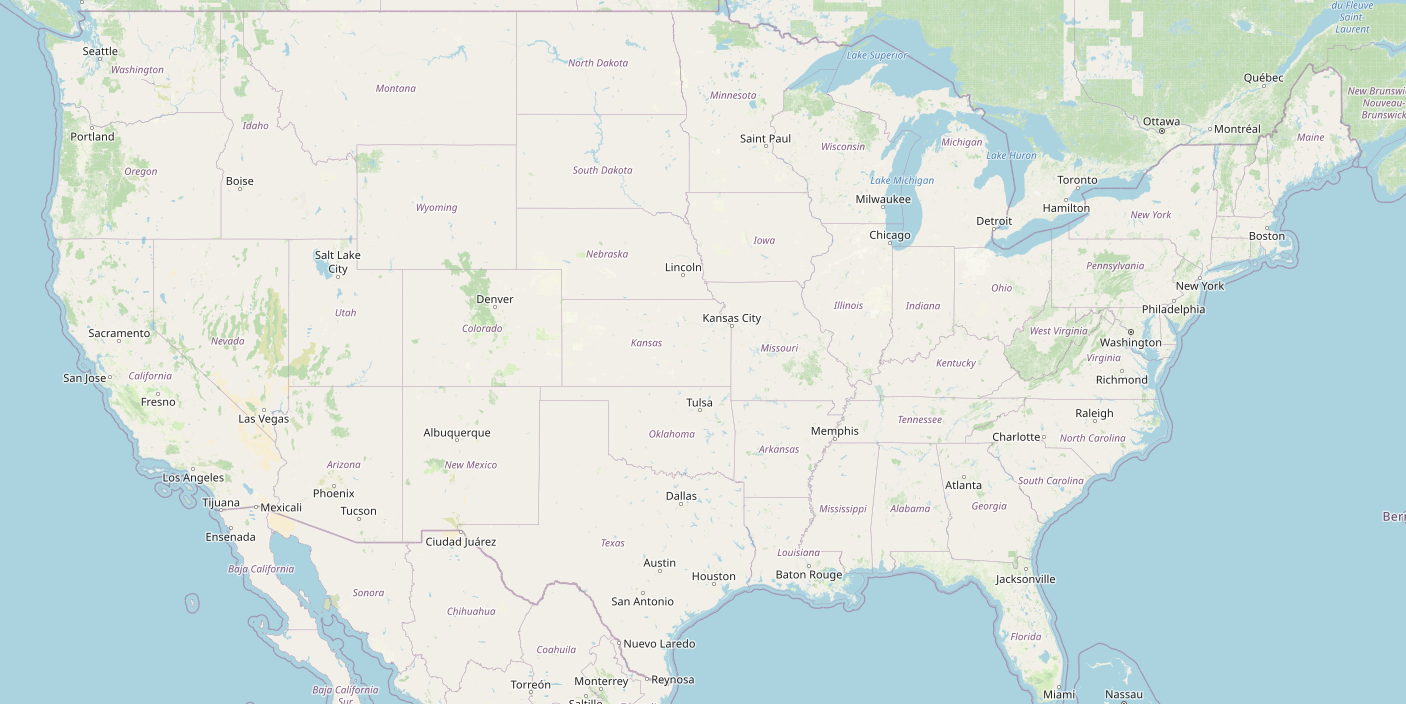 du Fleuve
Saint-
Laurent
Seattle
Washington
North Dakota
Lake Superior
Québec
Montana
Minnesota
New Brunswick
Nouveau-
Brunswick
Portland
Idaho
Saint Paul
Wisconsin
Michigan
Ottawa
Montréal
Maine
Oregon
Boise
South Dakota
Lake Huron
Lake Michigan
Toronto
Wyoming
Milwaukee
Hamilton
New York
Detroit
Chicago
Boston
Salt Lake
City
Nebraska
Iowa
Lincoln
Pennsylvania
New York
Denver
Utah
Illinois
Indiana
Ohio
Philadelphia
Sacramento
Nevada
Colorado
Kansas City
Kansas
Missouri
West Virginia
Washington
Virginia
Kentucky
San Jose
California
Fresno
Richmond
Las Vegas
Tulsa
Raleigh
Albuquerque
Oklahoma
Memphis
Tennessee
Charlotte
North Carolina
Arkansas
Los Angeles
Arizona
New Mexico
Phoenix
Dallas
Atlanta
South Carolina
Tijuana
Mexicali
Tucson
Mississippi
Alabama
Georgia
Ensenada
Ciudad Juárez
Texas
Louisiana
Baja California
Austin
Houston
Baton Rouge
Jacksonville
Sonora
Chihuahua
San Antonio
Florida
Coahuila
Nuevo Laredo
Torreón
Monterrey
Reynosa
Baja California
Sur
Saltillo
Miami
Nassau